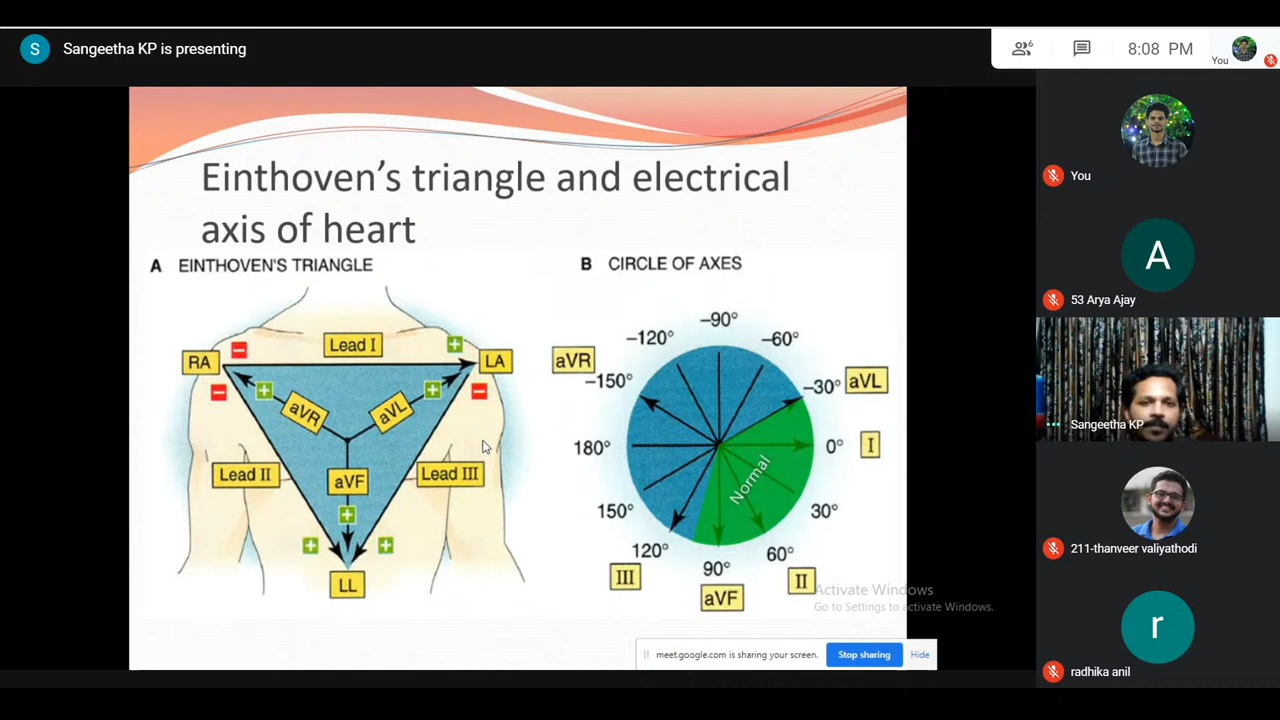 S Sangeetha KP is presenting
6
8:08 PM
You
Einthoven's triangle and electrical
axis of heart
A EINTHOVEN'S TRIANGLE
B CIRCLE OF AXES
RA
Lead I
LA
aVR
aVL
Lead II
aVF
Lead III
LL
–90°
–120°
–60°
aVR
–150°
–30°
aVL
180°
0°
I
Normal
150°
30°
120°
60°
90°
III
aVF
II
Activate Windows
Go to Settings to activate Windows.
meet.google.com is sharing your screen.
Stop sharing
Hide
You
A
53 Arya Ajay
Sangeetha KP
211-thanveer valiyathodi
r
radhika anil